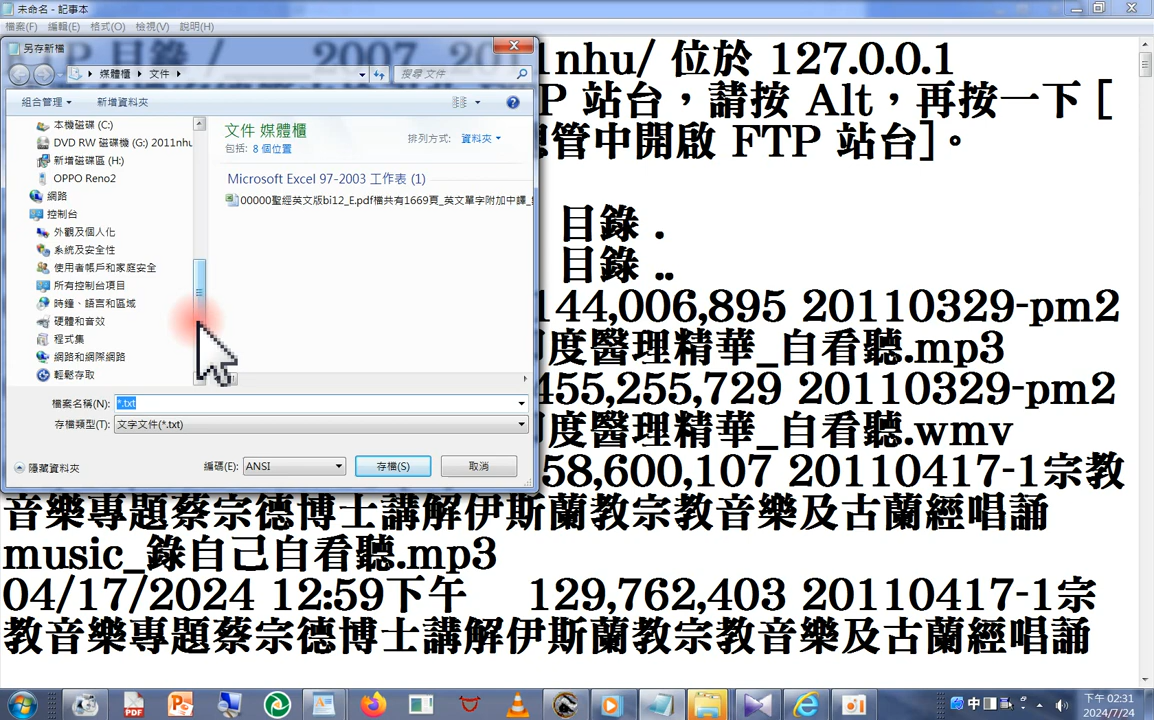 未命名 - 記事本
檔案(F) 編輯(E) 格式(O) 檢視(V) 說明(H)
另存新檔
媒體櫃 文件
搜尋 文件
組合管理 新增資料夾
本機磁碟 (C:)
DVD RW 磁碟機 (G:) 2011nhu
新增磁碟區 (H:)
OPPO Reno2
網路
控制台
外觀及個人化
系統及安全性
使用者帳戶和家庭安全
所有控制台項目
時鐘、語言和區域
硬體和音效
程式集
網路和網際網路
輕鬆存取
文件 媒體櫃
包括: 8 個位置
排列方式: 資料夾
Microsoft Excel 97-2003 工作表 (1)
00000聖經英文版bi12_E.pdf檔共有1669頁_英文單字附加中譯_
檔案名稱(N): *.txt
存檔類型(T): 文字文件(*.txt)
隱藏資料夾
編碼(E): ANSI
存檔(S) 取消
1nhu/ 位於 127.0.0.1
P 站台，請按 Alt，再按一下 [
總管中開啟 FTP 站台]。
目錄 .
目錄 ..
144,006,895 20110329-pm2
印度醫理精華_自看聽.mp3
455,255,729 20110329-pm2
印度醫理精華_自看聽.wmv
58,600,107 20110417-1宗教
音樂專題蔡宗德博士講解伊斯蘭教宗教音樂及古蘭經唱誦
music_錄自己自看聽.mp3
04/17/2024 12:59下午 129,762,403 20110417-1宗
教音樂專題蔡宗德博士講解伊斯蘭教宗教音樂及古蘭經唱誦
中
下午 02:31
2024/7/24